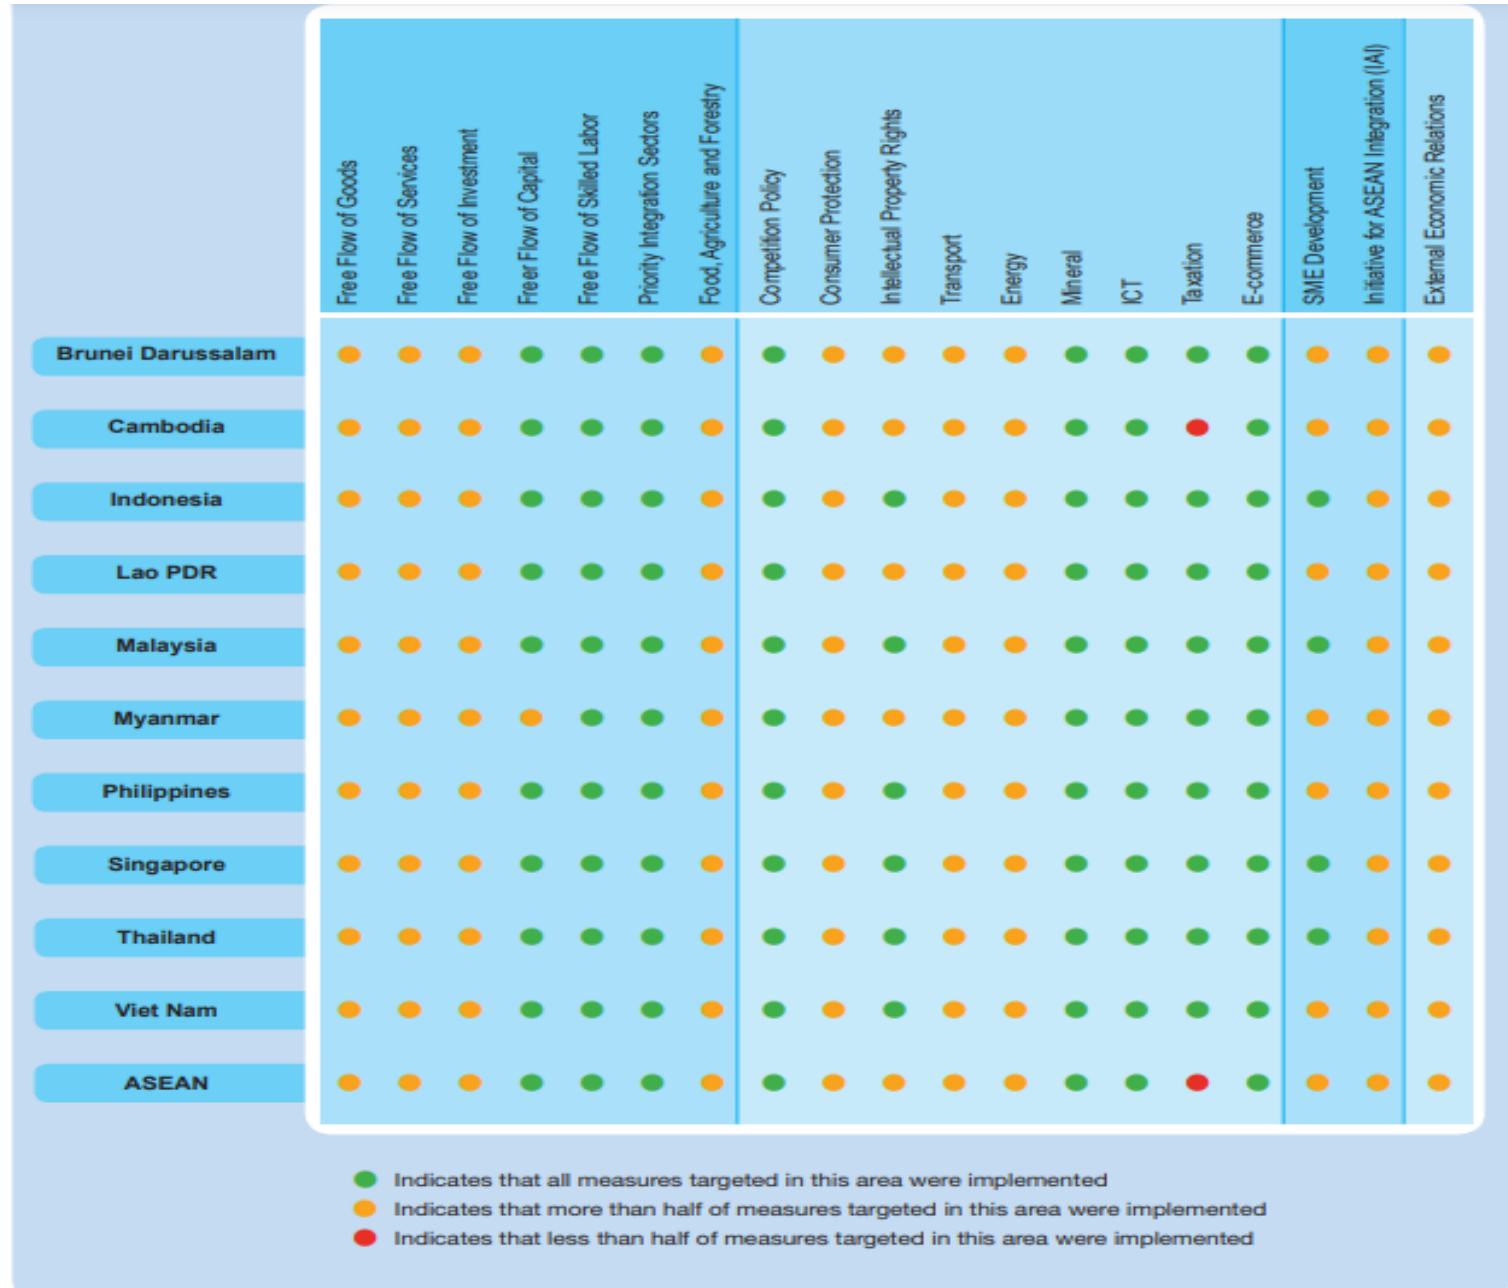 Free Flow of Goods
Free Flow of Services
Free Flow of Investment
Freer Flow of Capital
Free Flow of Skilled Labor
Priority Integration Sectors
Food, Agriculture and Forestry
Competition Policy
Consumer Protection
Intellectual Property Rights
Transport
Energy
Mineral
ICT
Taxation
E-commerce
SME Development
Initiative for ASEAN Integration (IAI)
External Economic Relations
Brunei Darussalam
Cambodia
Indonesia
Lao PDR
Malaysia
Myanmar
Philippines
Singapore
Thailand
Viet Nam
ASEAN
Indicates that all measures targeted in this area were implemented
Indicates that more than half of measures targeted in this area were implemented
Indicates that less than half of measures targeted in this area were implemented